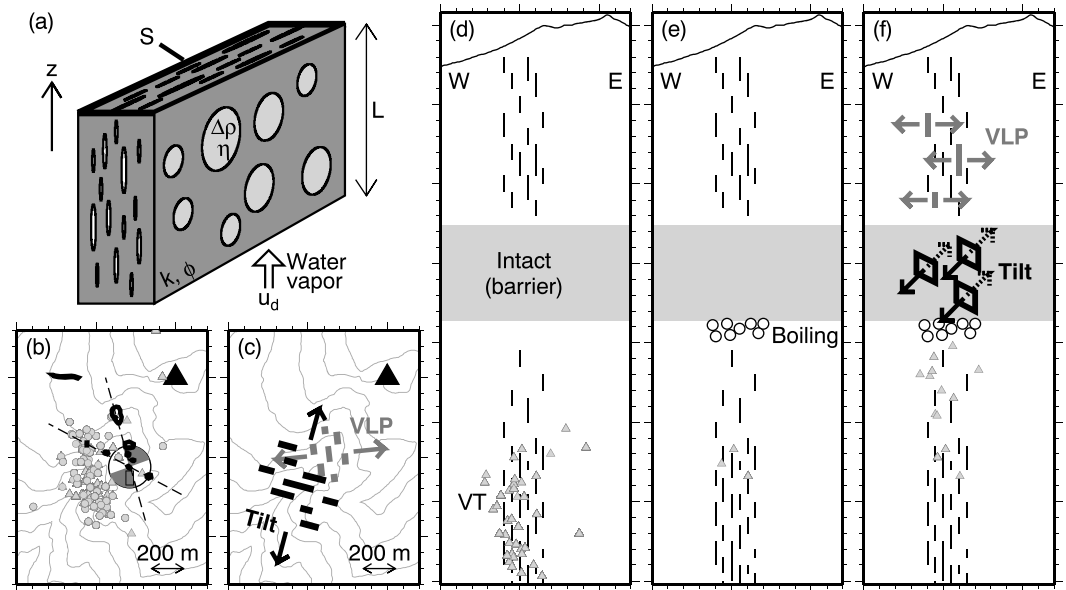 (a)
S
z
Δρ
η
L
k, ϕ
Water
vapor
u_d
(b)
200 m
(c)
VLP
Tilt
200 m
(d)
W
E
Intact
(barrier)
VT
(e)
W
E
Boiling
(f)
W
E
VLP
Tilt